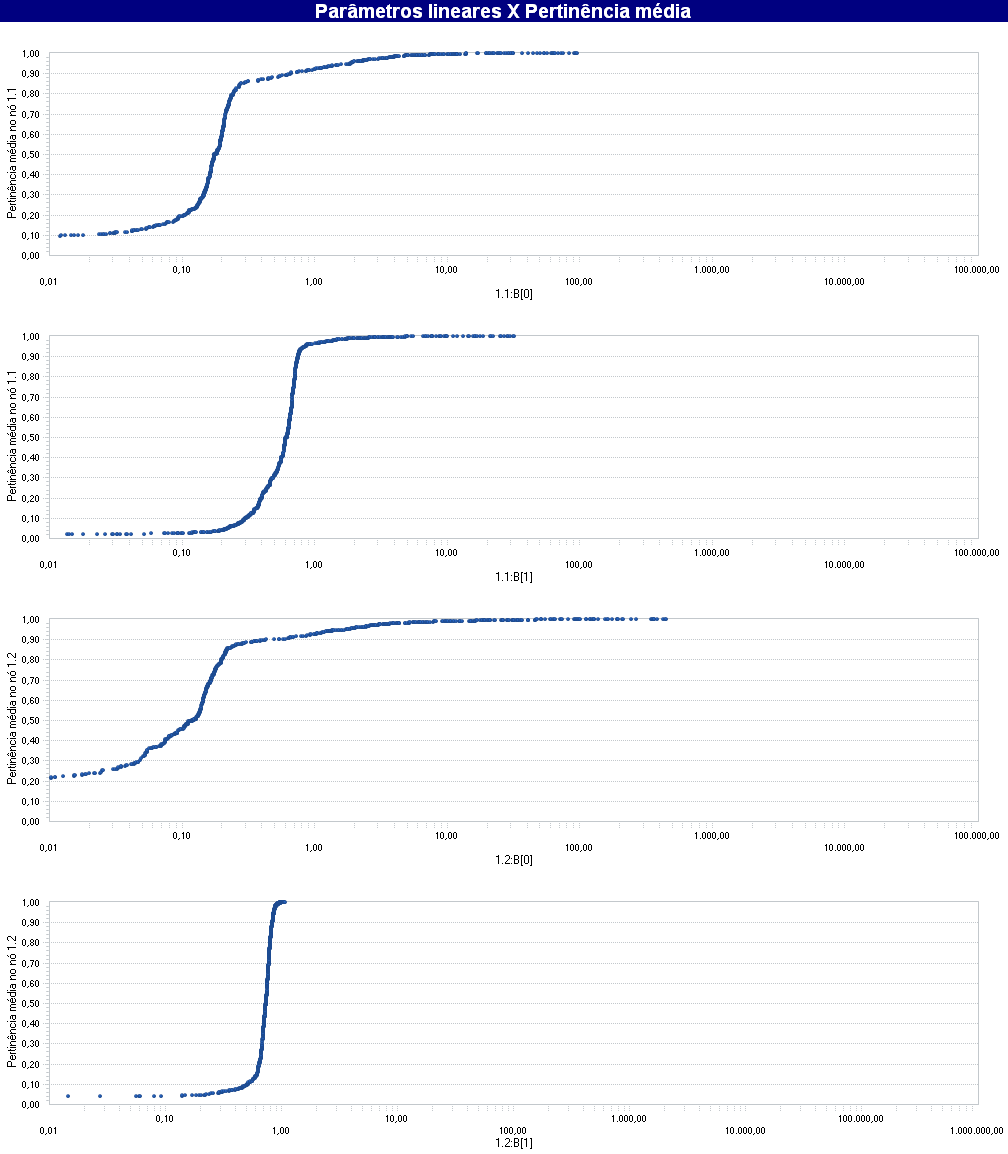 Parâmetros lineares X Pertinência média
Pertinência média no nó 1.1
1,00
0,90
0,80
0,70
0,60
0,50
0,40
0,30
0,20
0,10
0,00
0,10 10,00 1.000,00 100.000,00
0,01 1,00 100,00 10.000,00
1.1:B[0]
Pertinência média no nó 1.1
1,00
0,90
0,80
0,70
0,60
0,50
0,40
0,30
0,20
0,10
0,00
0,10 10,00 1.000,00 100.000,00
0,01 1,00 100,00 10.000,00
1.1:B[1]
Pertinência média no nó 1.2
1,00
0,90
0,80
0,70
0,60
0,50
0,40
0,30
0,20
0,10
0,00
0,10 10,00 1.000,00 100.000,00
0,01 1,00 100,00 10.000,00
1.2:B[0]
Pertinência média no nó 1.2
1,00
0,90
0,80
0,70
0,60
0,50
0,40
0,30
0,20
0,10
0,00
0,10 10,00 1.000,00 100.000,00
0,01 1,00 100,00 10.000,00 1.000.000,00
1.2:B[1]